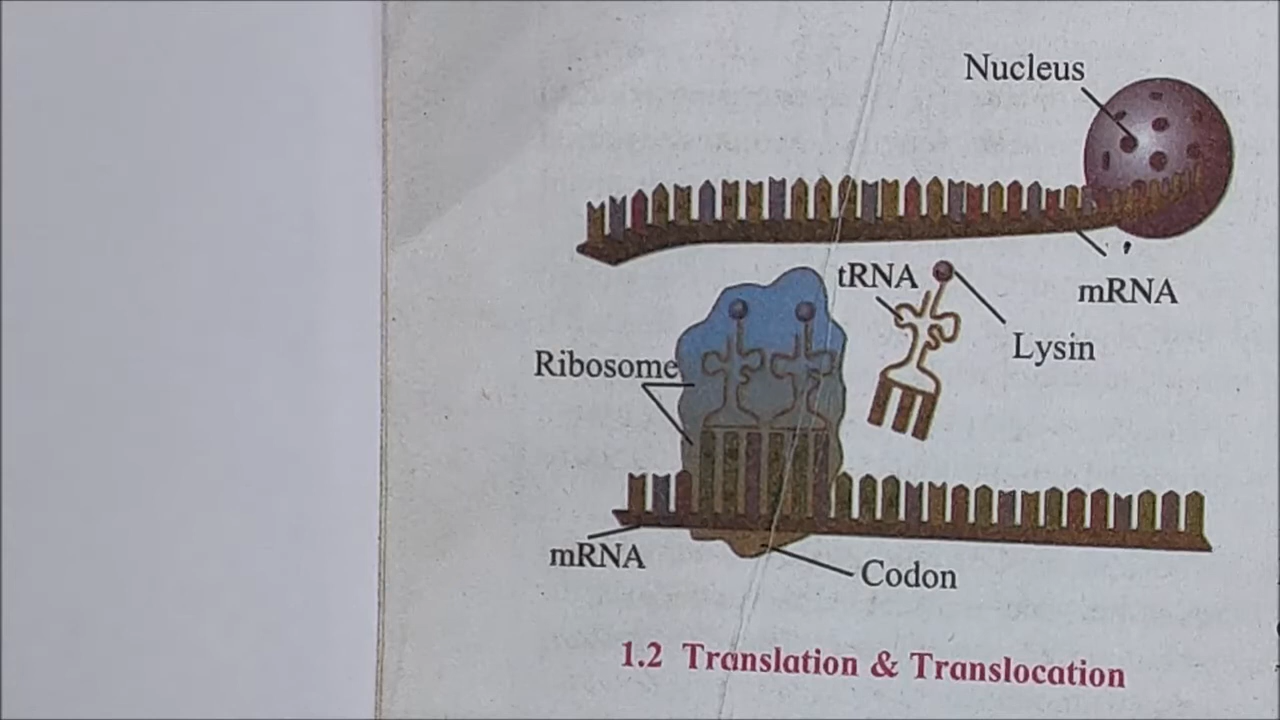 Nucleus
mRNA
tRNA
Lysin
Ribosome
mRNA
Codon
1.2 Translation & Translocation